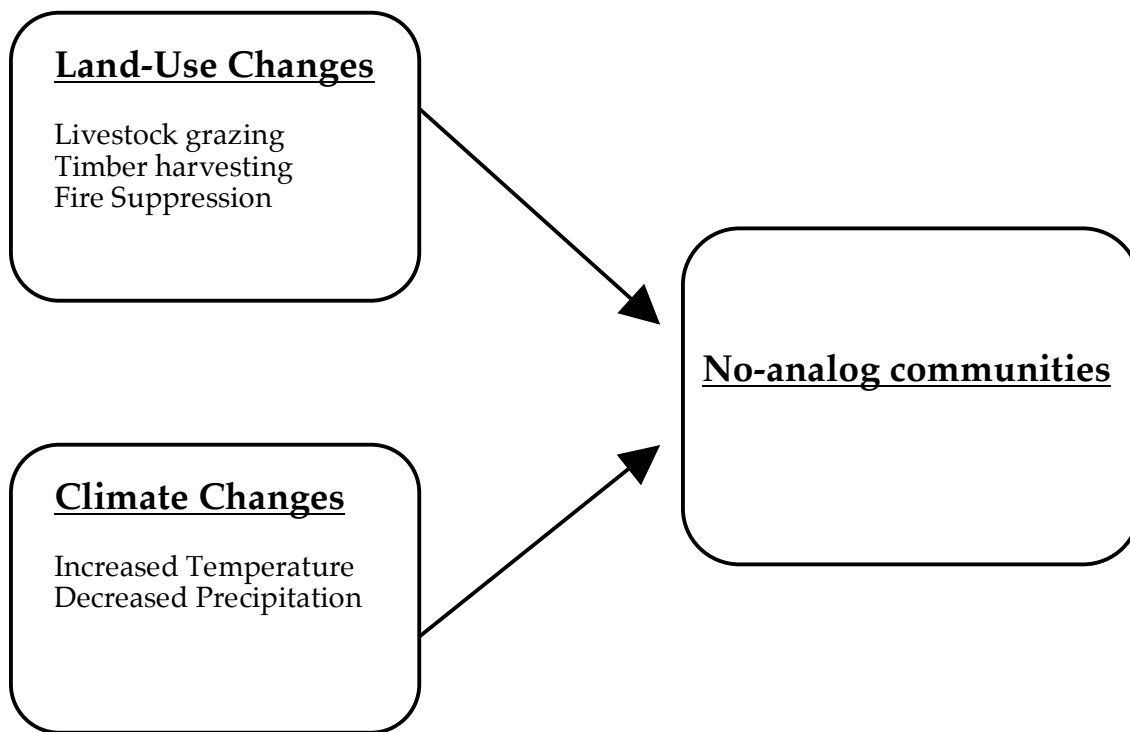 Land-Use Changes
Livestock grazing
Timber harvesting
Fire Suppression
No-analog communities
Climate Changes
Increased Temperature
Decreased Precipitation